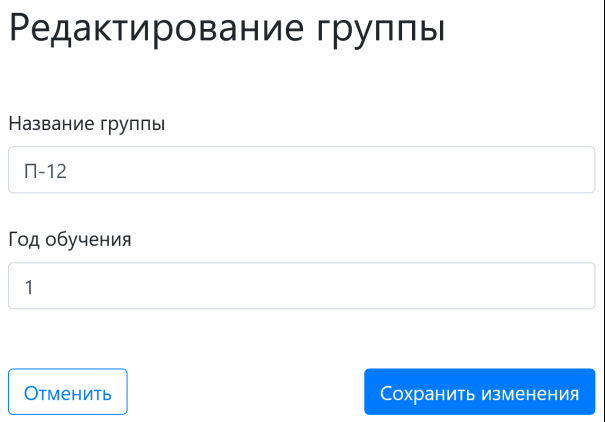 Редактирование группы
Название группы
П-12
Год обучения
1
Отменить
Сохранить изменения